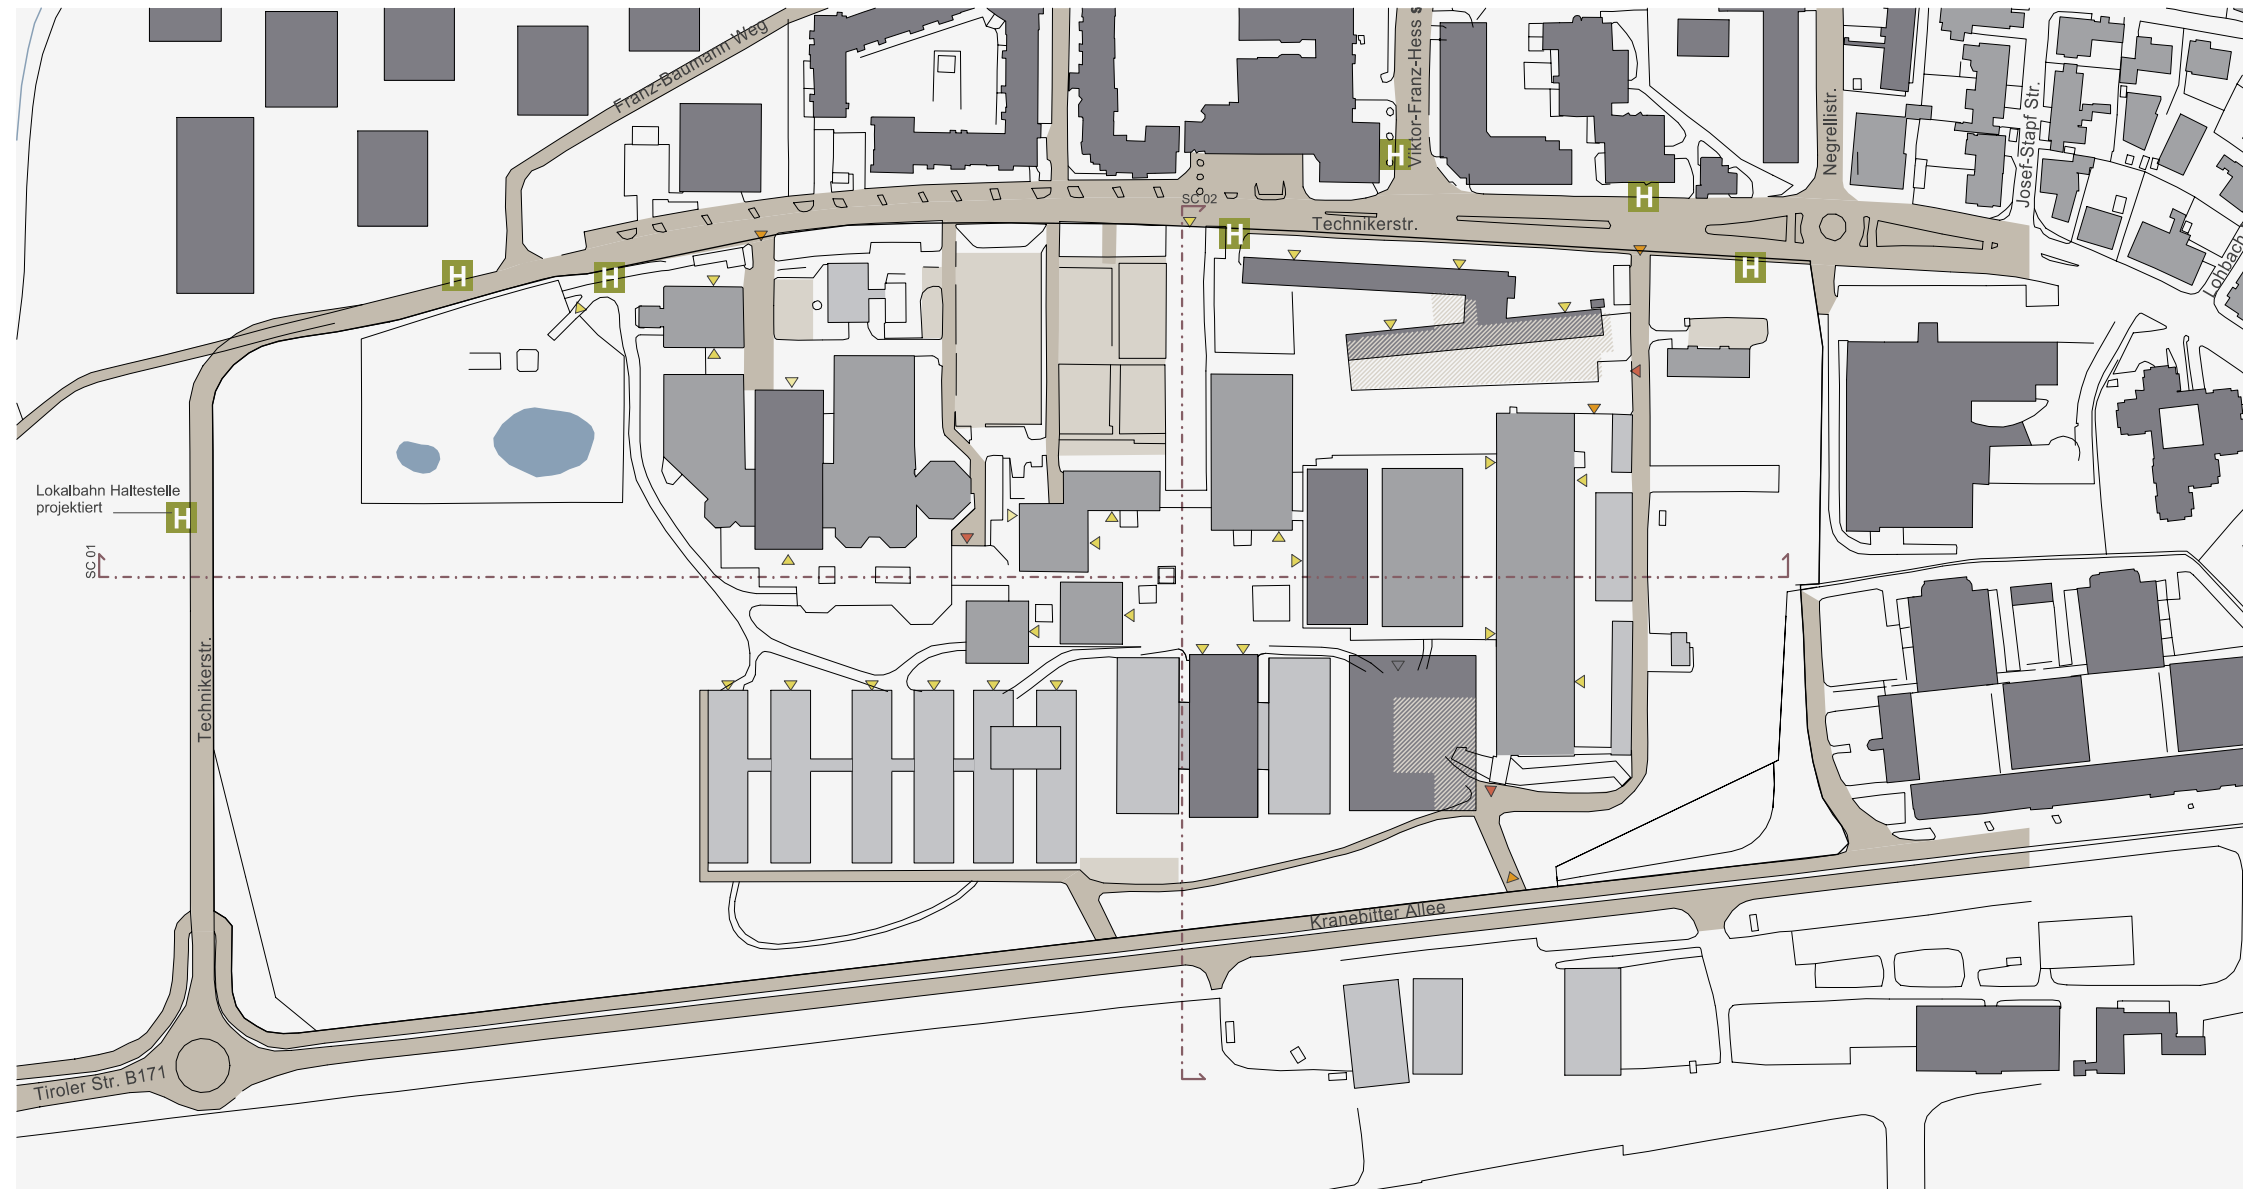 Franz-Baumann Weg
Viktor-Franz-Hess s
Negrellistr.
Josef-Stapf Str.
Lohbach
H
H
SC 02
Technikerstr.
H
H
H
H
Lokalbahn Haltestelle
projektiert
H
SC 01
Technikerstr.
Kranebitter Allee
Tiroler Str. B171